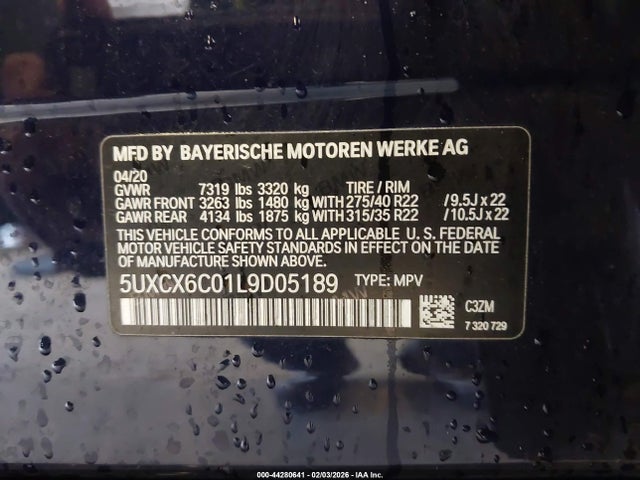 MFD BY BAYERISCHE MOTOREN WERKE AG
04/20
GVWR 7319 lbs 3320 kg TIRE / RIM
GAWR FRONT 3263 lbs 1480 kg WITH 275/40 R22 / 9.5J x 22
GAWR REAR 4134 lbs 1875 kg WITH 315/35 R22 / 10.5J x 22
THIS VEHICLE CONFORMS TO ALL APPLICABLE U. S. FEDERAL
MOTOR VEHICLE SAFETY STANDARDS IN EFFECT ON THE DATE
OF MANUFACTURE SHOWN ABOVE.
5UXCX6C01L9D05189 TYPE: MPV
C3ZM
7 320 729
000-44280641 - 02/03/2026 - © IAA Inc.